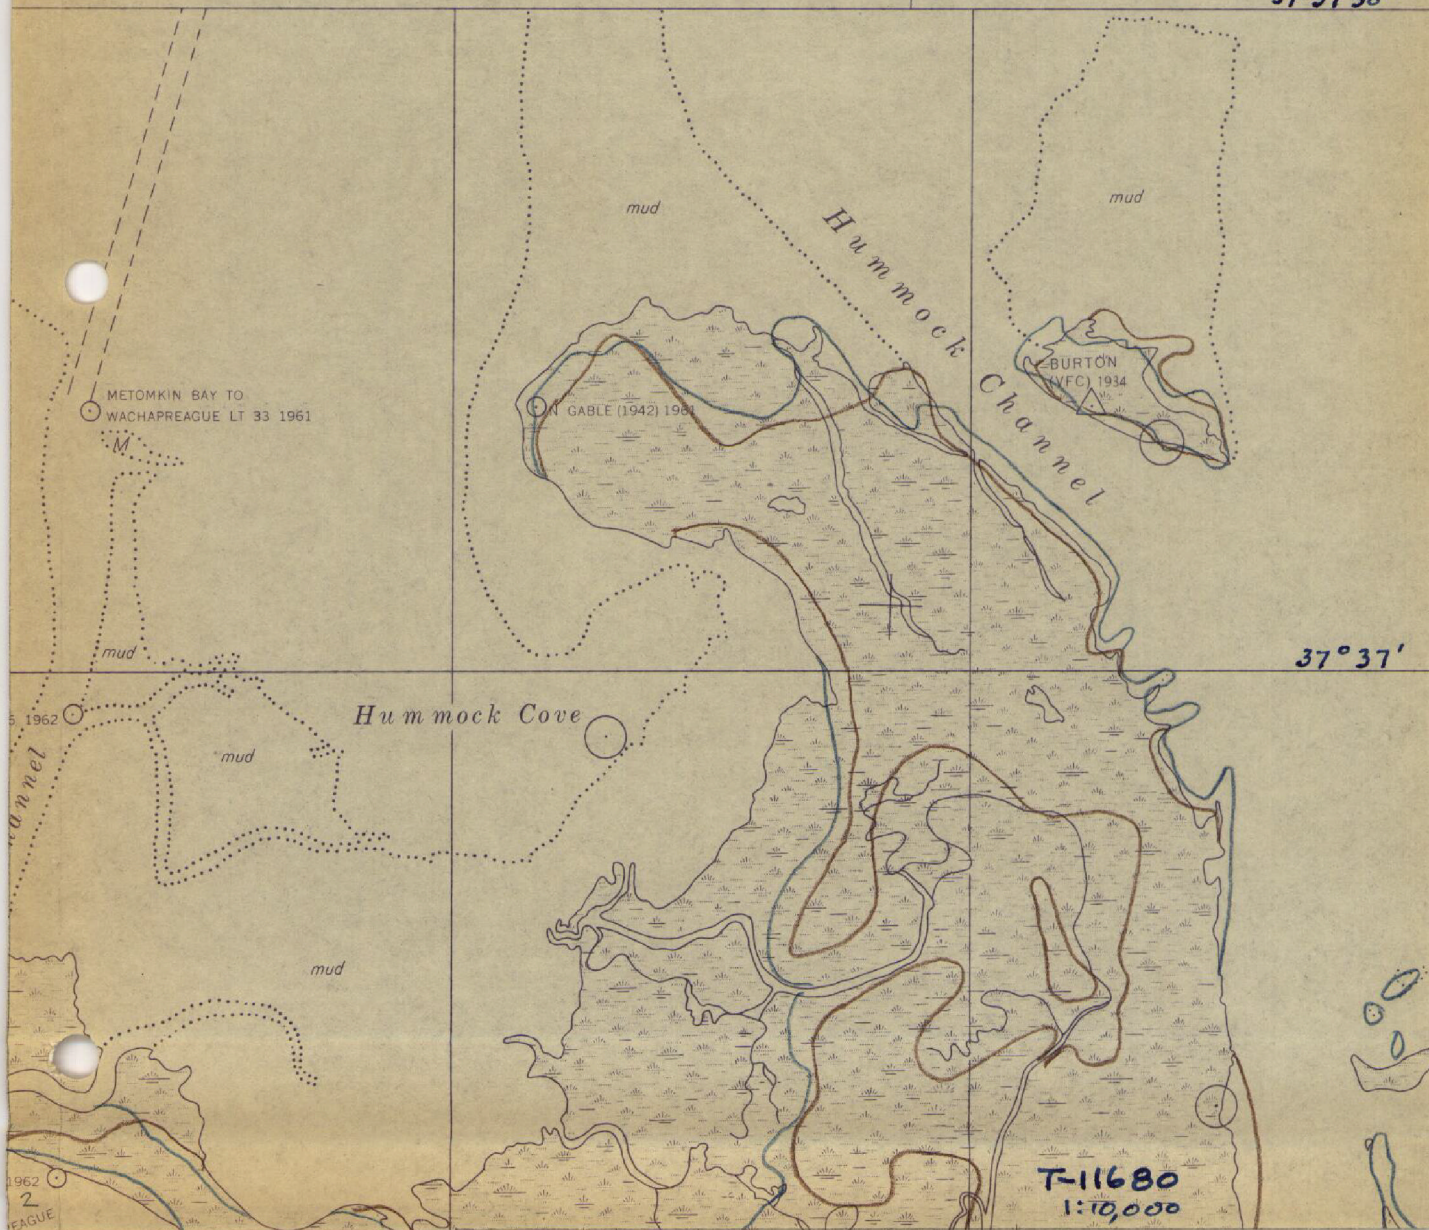 mud
mud
Hummock
Channel
BURTON
(VFC) 1934
METOMKIN BAY TO
WACHAPREAGUE LT 33 1961
M
GABLE (1942) 1961
mud
37° 37'
1962
Hummock Cove
mud
mud
1962
2
T-11680
1:10,000